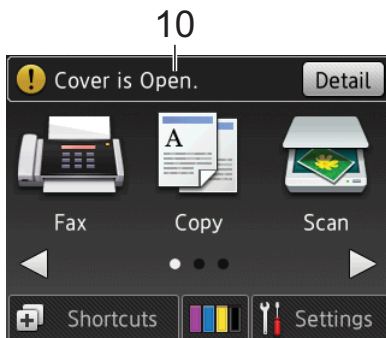 10
Cover is Open. Detail
A
Fax Copy Scan
Shortcuts Settings